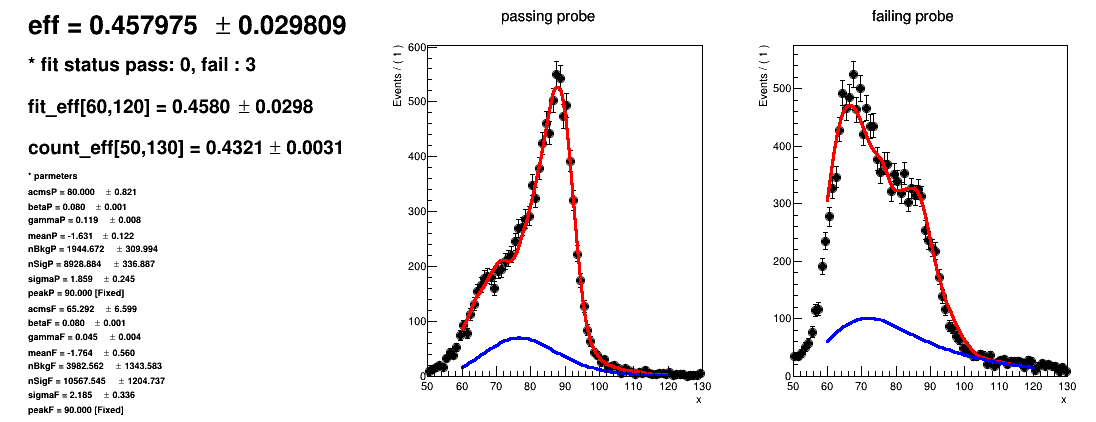 eff = 0.457975 ± 0.029809
* fit status pass: 0, fail : 3
fit_eff[60,120] = 0.4580 ± 0.0298
count_eff[50,130] = 0.4321 ± 0.0031
* parmeters
acmsP = 80.000 ± 0.821
betaP = 0.080 ± 0.001
gammaP = 0.119 ± 0.008
meanP = -1.631 ± 0.122
nBkgP = 1944.672 ± 309.994
nSigP = 8928.884 ± 336.887
sigmaP = 1.859 ± 0.245
peakP = 90.000 [Fixed]
acmsF = 65.292 ± 6.599
betaF = 0.080 ± 0.001
gammaF = 0.045 ± 0.004
meanF = -1.764 ± 0.560
nBkgF = 3982.562 ± 1343.583
nSigF = 10567.545 ± 1204.737
sigmaF = 2.185 ± 0.336
peakF = 90.000 [Fixed]
passing probe
Events / ( 1 )
600
500
400
300
200
100
0
50 60 70 80 90 100 110 120 130
x
failing probe
Events / ( 1 )
500
400
300
200
100
0
50 60 70 80 90 100 110 120 130
x